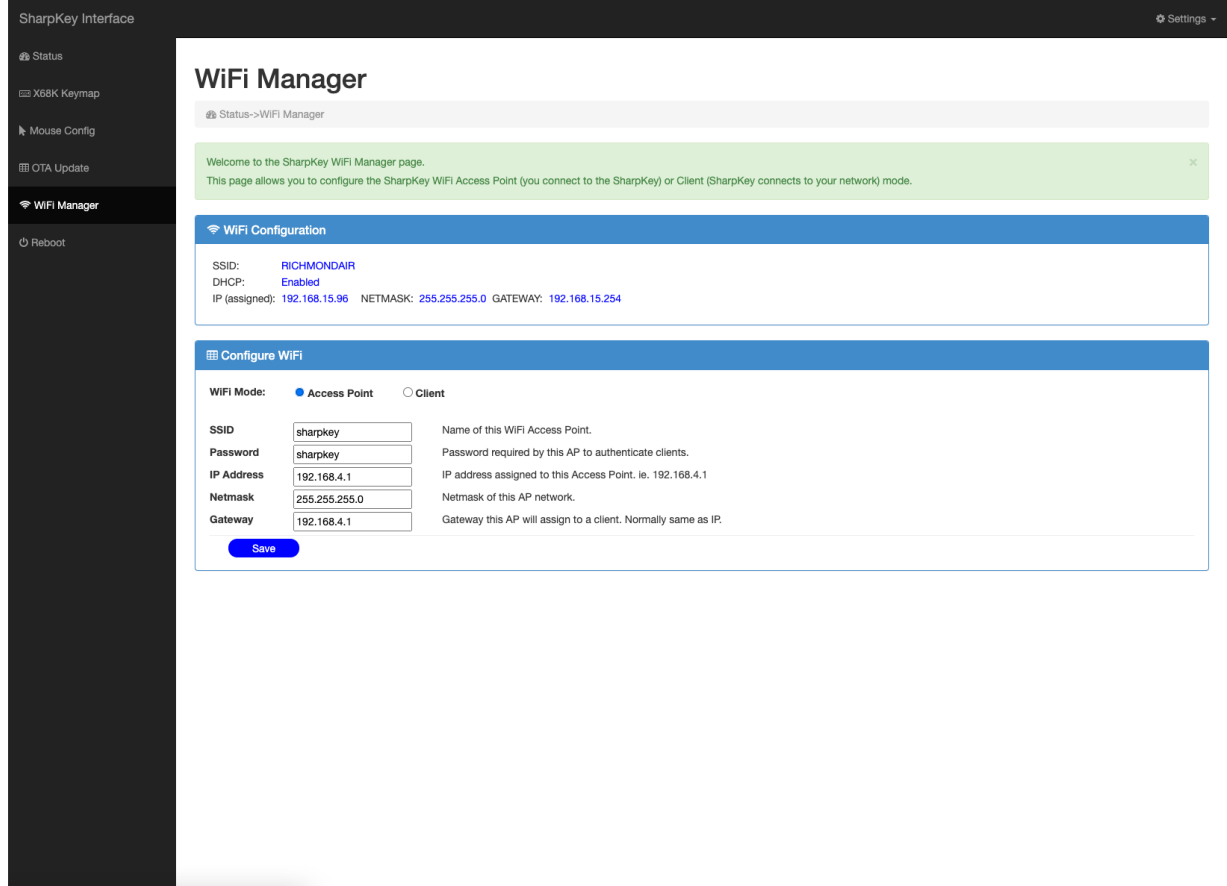 SharpKey Interface
Settings
Status
X68K Keymap
Mouse Config
OTA Update
WiFi Manager
Reboot
WiFi Manager
Status->WiFi Manager
Welcome to the SharpKey WiFi Manager page.
×
This page allows you to configure the SharpKey WiFi Access Point (you connect to the SharpKey) or Client (SharpKey connects to your network) mode.
WiFi Configuration
SSID: RICHMONDAIR
DHCP: Enabled
IP (assigned): 192.168.15.96 NETMASK: 255.255.255.0 GATEWAY: 192.168.15.254
Configure WiFi
WiFi Mode: Access Point Client
SSID sharpkey Name of this WiFi Access Point.
Password sharpkey Password required by this AP to authenticate clients.
IP Address 192.168.4.1 IP address assigned to this Access Point. ie. 192.168.4.1
Netmask 255.255.255.0 Netmask of this AP network.
Gateway 192.168.4.1 Gateway this AP will assign to a client. Normally same as IP.
Save